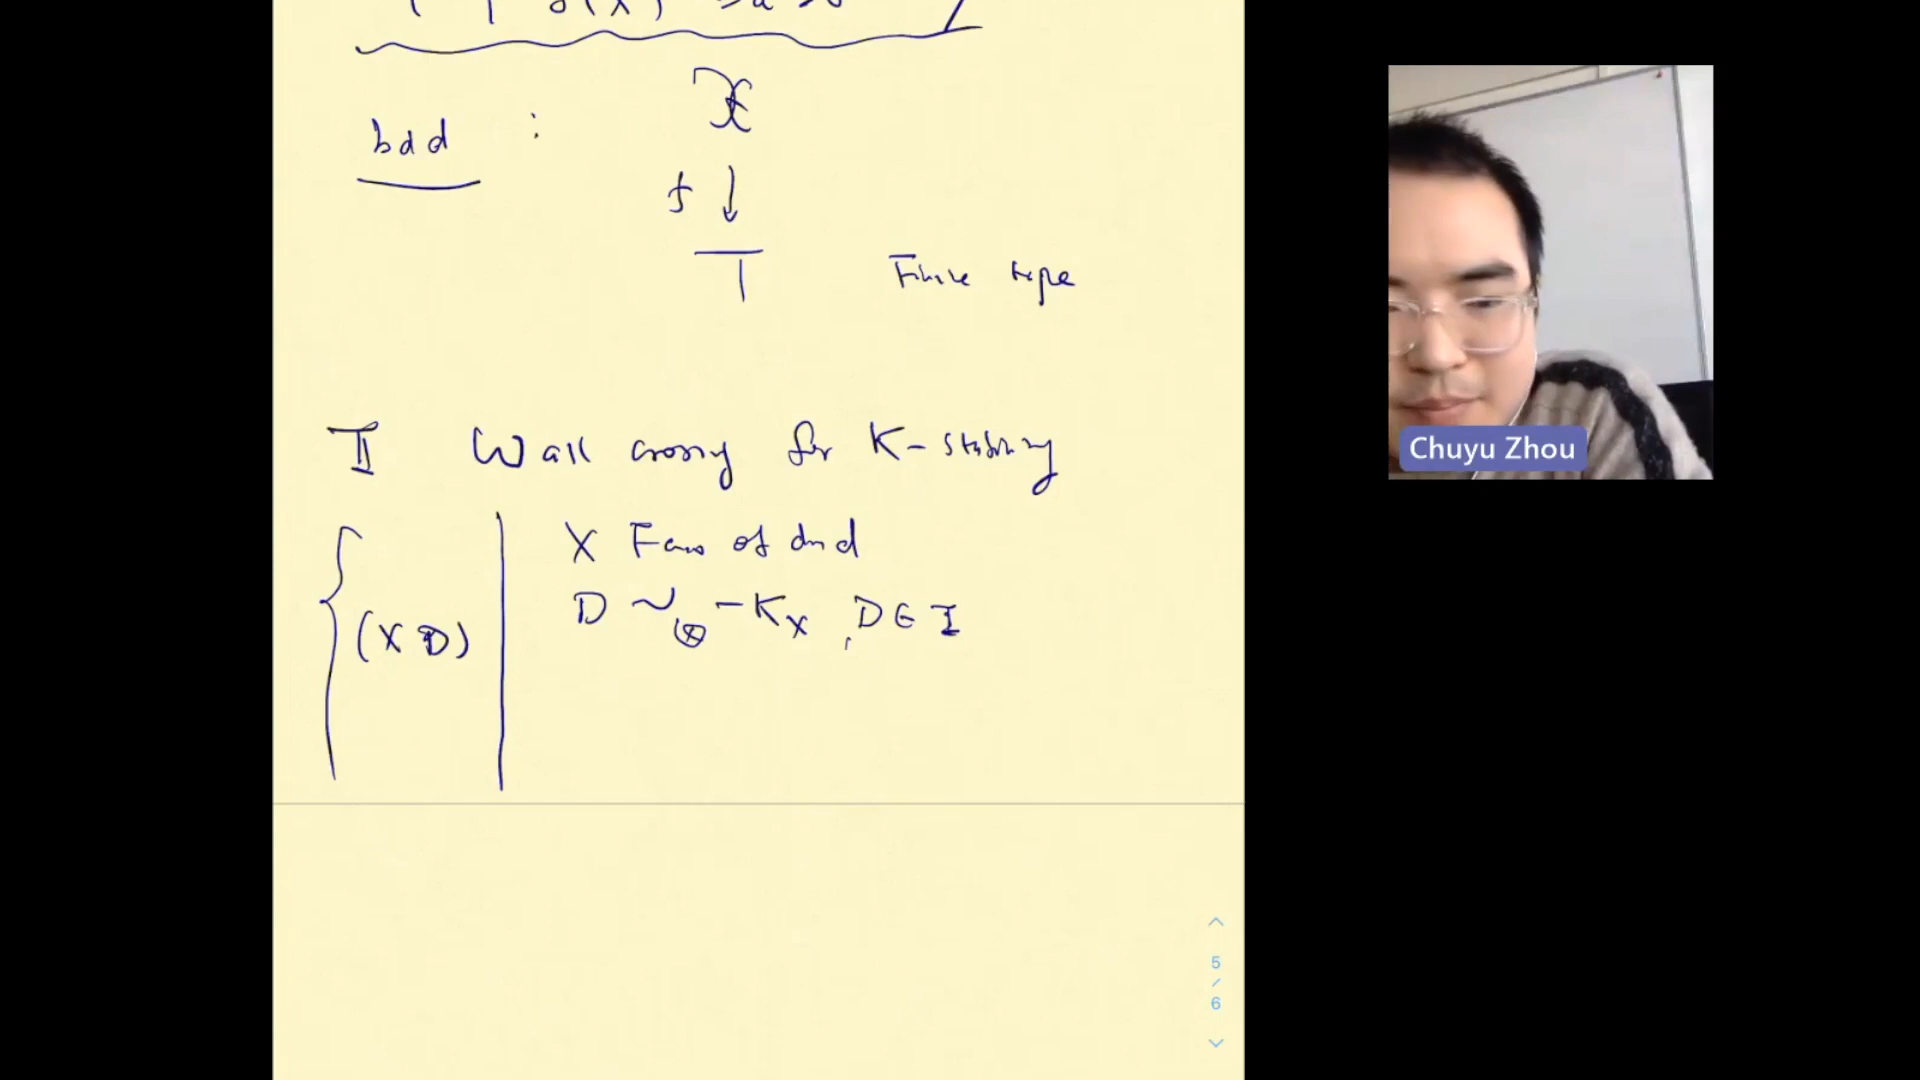 bdd :
𝒳
f ↓
T Finite type
II Wall crossing for K-stability
X Fano of dim d
D ~ℚ -K_X , D ∈ I
(X D)
Chuyu Zhou
5
/
6